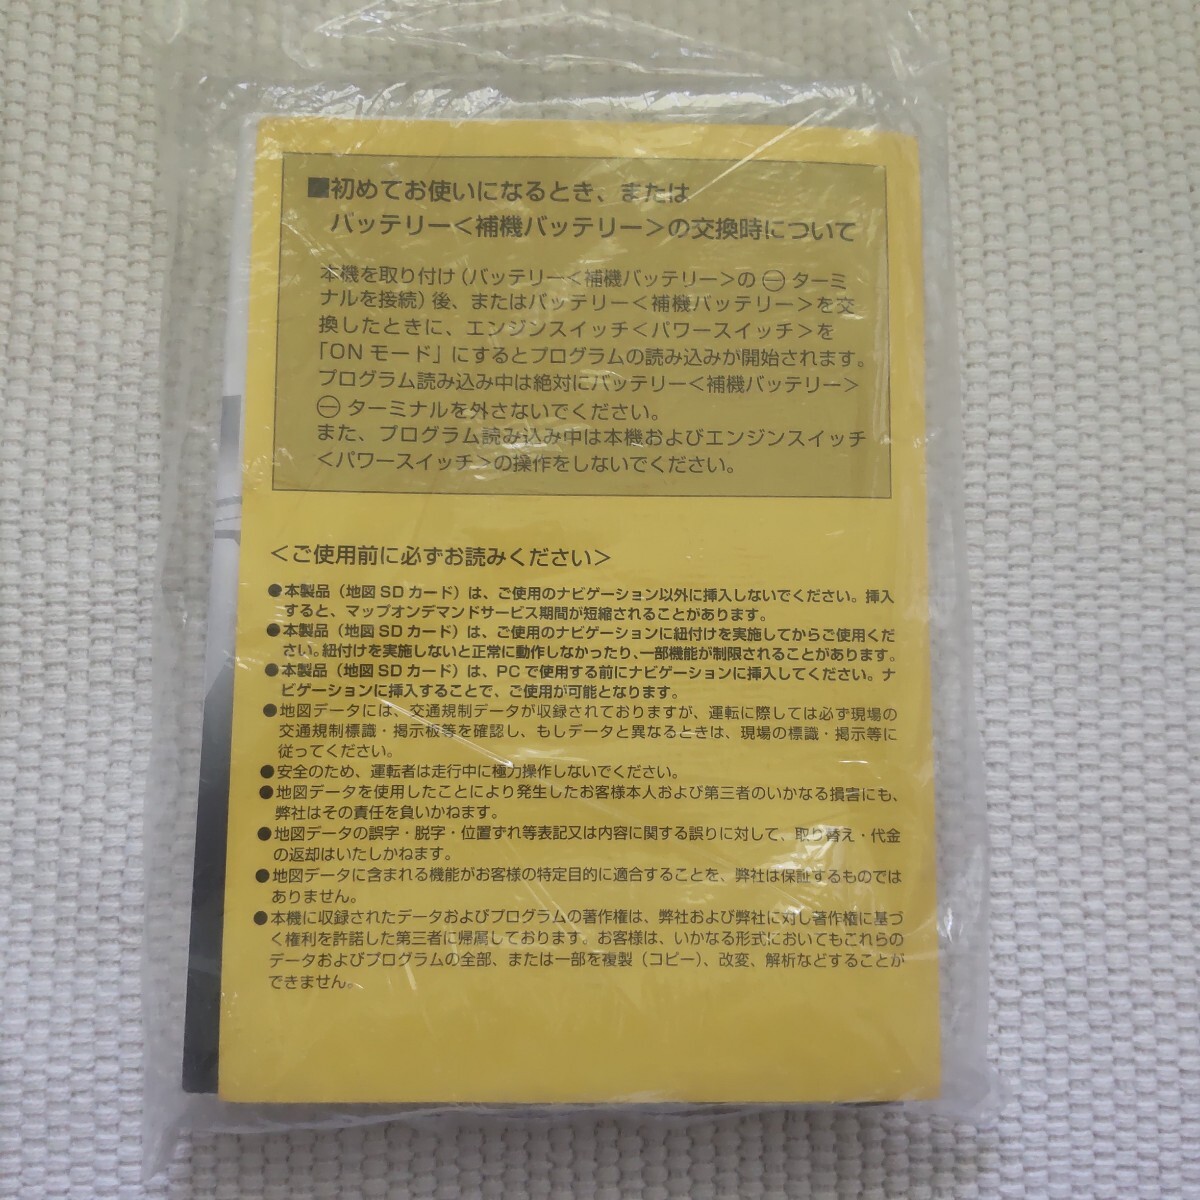 ■初めてお使いになるとき、または
バッテリー＜補機バッテリー＞の交換時について
本機を取り付け（バッテリー＜補機バッテリー＞の㊀ターミ
ナルを接続）後、またはバッテリー＜補機バッテリー＞を交
換したときに、エンジンスイッチ＜パワースイッチ＞を
「ONモード」にするとプログラムの読み込みが開始されます。
プログラム読み込み中は絶対にバッテリー＜補機バッテリー＞
㊀ターミナルを外さないでください。
また、プログラム読み込み中は本機およびエンジンスイッチ
＜パワースイッチ＞の操作をしないでください。
＜ご使用前に必ずお読みください＞
●本製品（地図SDカード）は、ご使用のナビゲーション以外に挿入しないでください。挿入
すると、マップオンデマンドサービス期間が短縮されることがあります。
●本製品（地図SDカード）は、ご使用のナビゲーションに紐付けを実施してからご使用くだ
さい。紐付けを実施しないと正常に動作しなかったり、一部機能が制限されることがあります。
●本製品（地図SDカード）は、PCで使用する前にナビゲーションに挿入してください。ナ
ビゲーションに挿入することで、ご使用が可能となります。
●地図データには、交通規制データが収録されておりますが、運転に際しては必ず現場の
交通規制標識・掲示板等を確認し、もしデータと異なるときは、現場の標識・掲示等に
従ってください。
●安全のため、運転者は走行中に極力操作しないでください。
●地図データを使用したことにより発生したお客様本人および第三者のいかなる損害にも、
弊社はその責任を負いかねます。
●地図データの誤字・脱字・位置ずれ等表記又は内容に関する誤りに対して、取り替え・代金
の返却はいたしかねます。
●地図データに含まれる機能がお客様の特定目的に適合することを、弊社は保証するものでは
ありません。
●本機に収録されたデータおよびプログラムの著作権は、弊社および弊社に対し著作権に基づ
く権利を許諾した第三者に帰属しております。お客様は、いかなる形式においてもこれらの
データおよびプログラムの全部、または一部を複製（コピー）、改変、解析などすることが
できません。